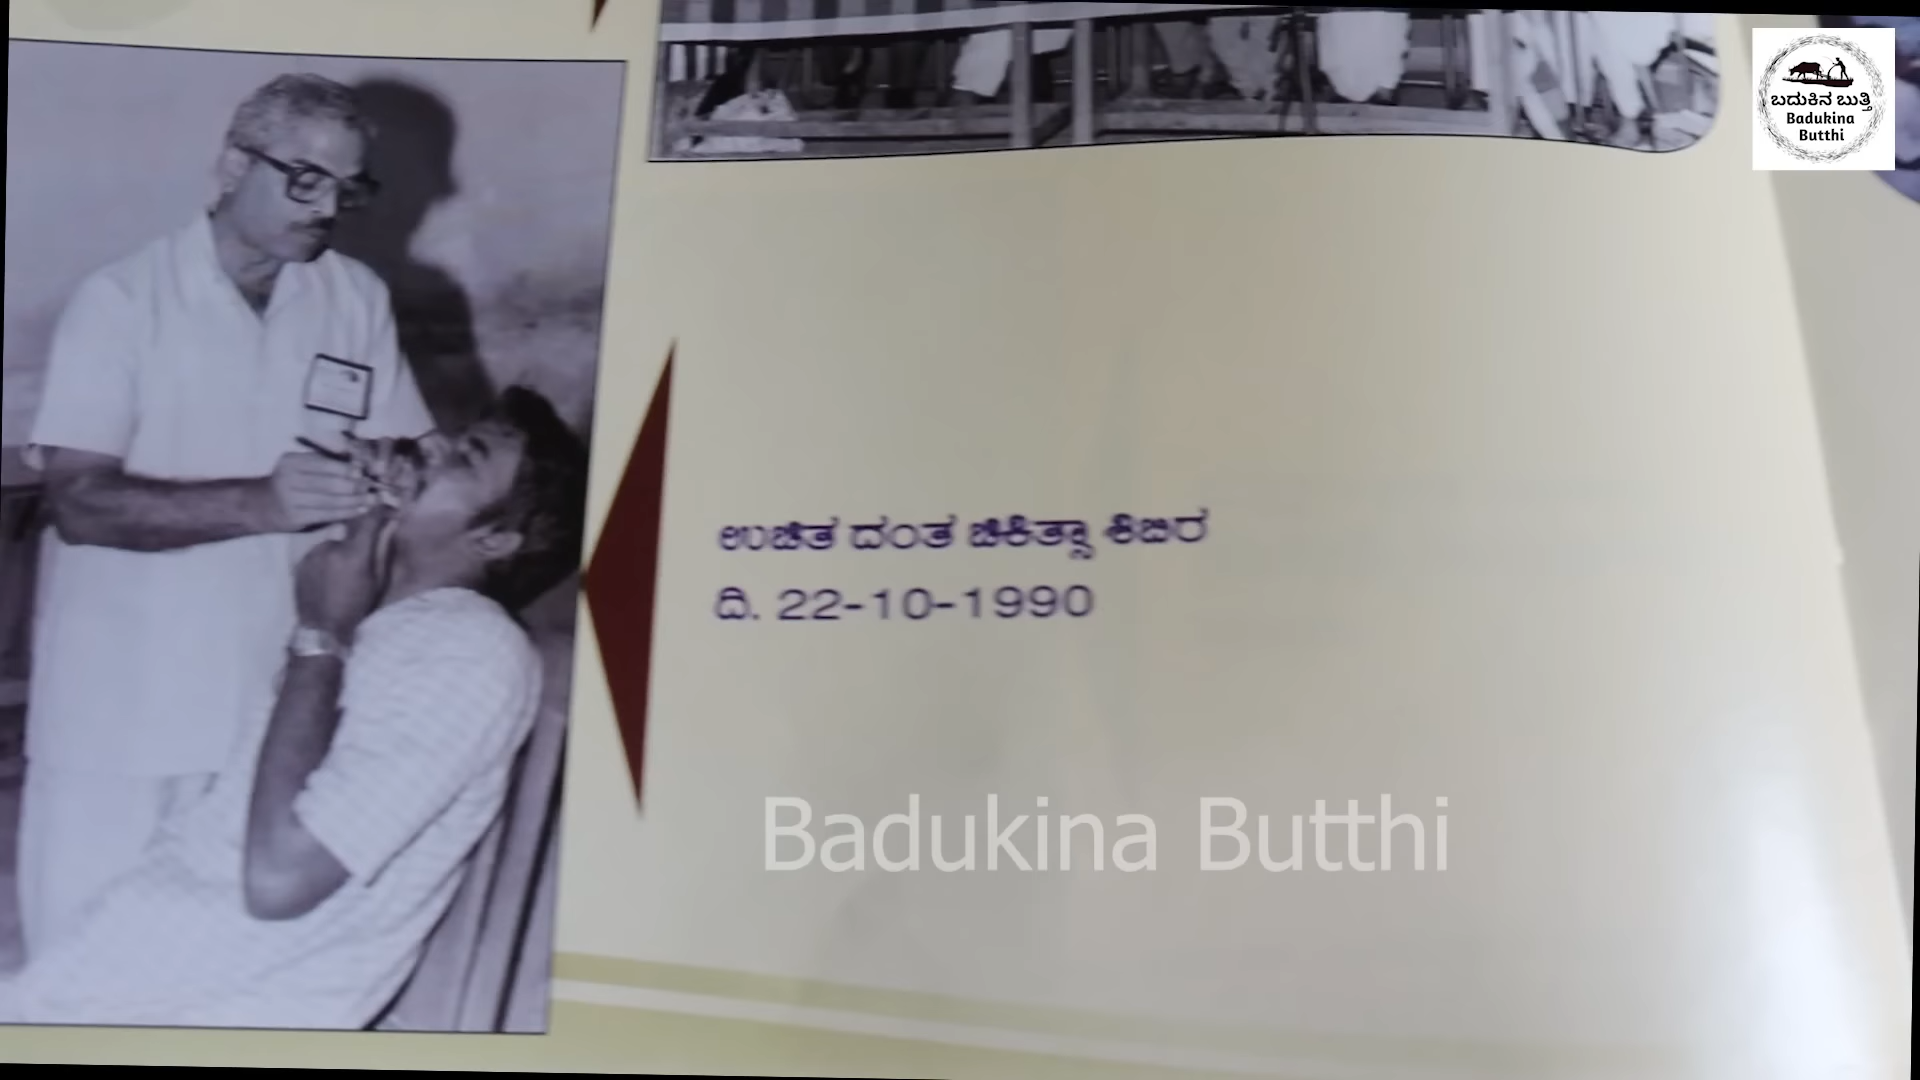 ಬದುಕಿನ ಬುತ್ತಿ
Badukina
Butthi
ಉಚಿತ ದಂತ ಚಿಕಿತ್ಸಾ ಶಿಬಿರ
ದಿ. 22-10-1990
Badukina Butthi